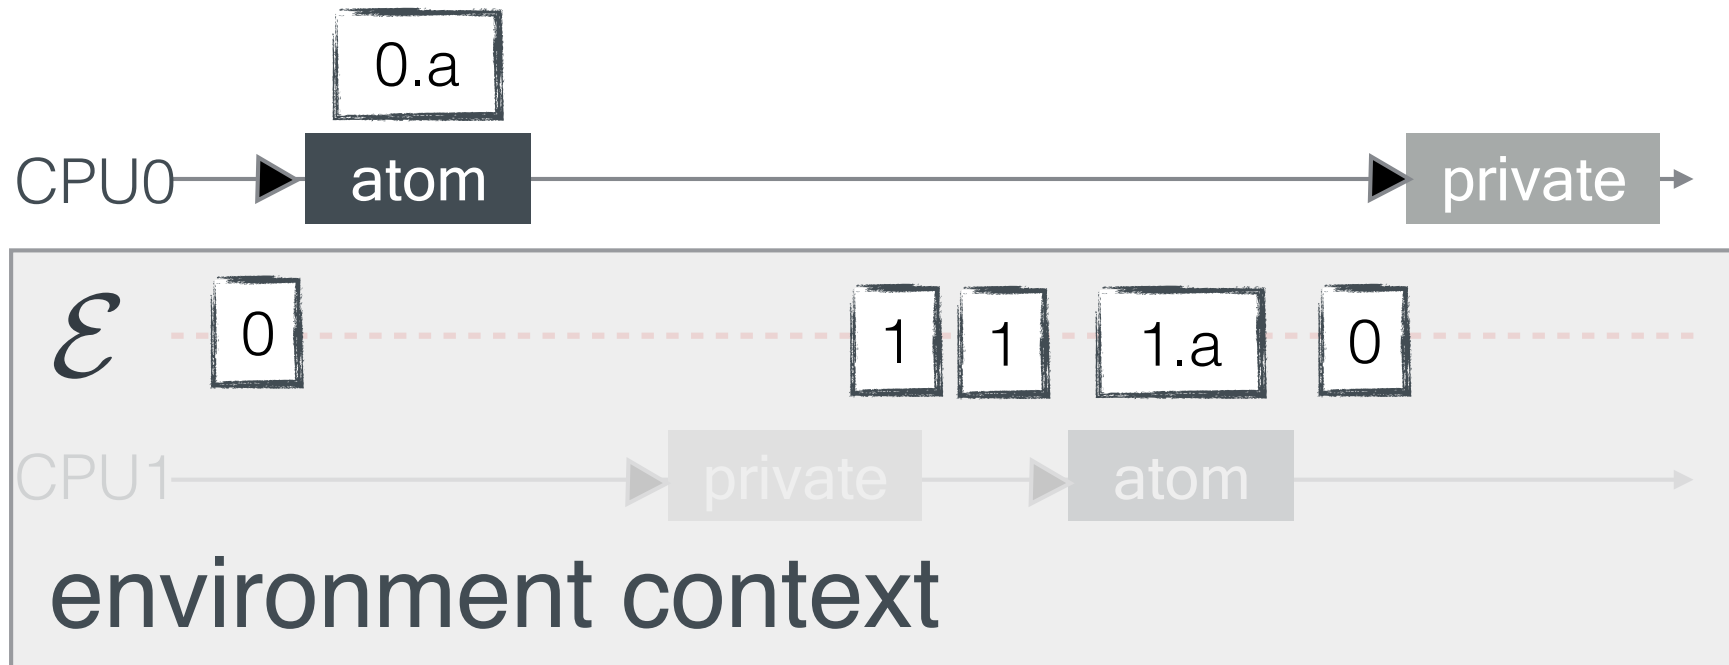 0.a
CPU0 atom private
ℰ 0 1 1 1.a 0
CPU1 private atom
environment context